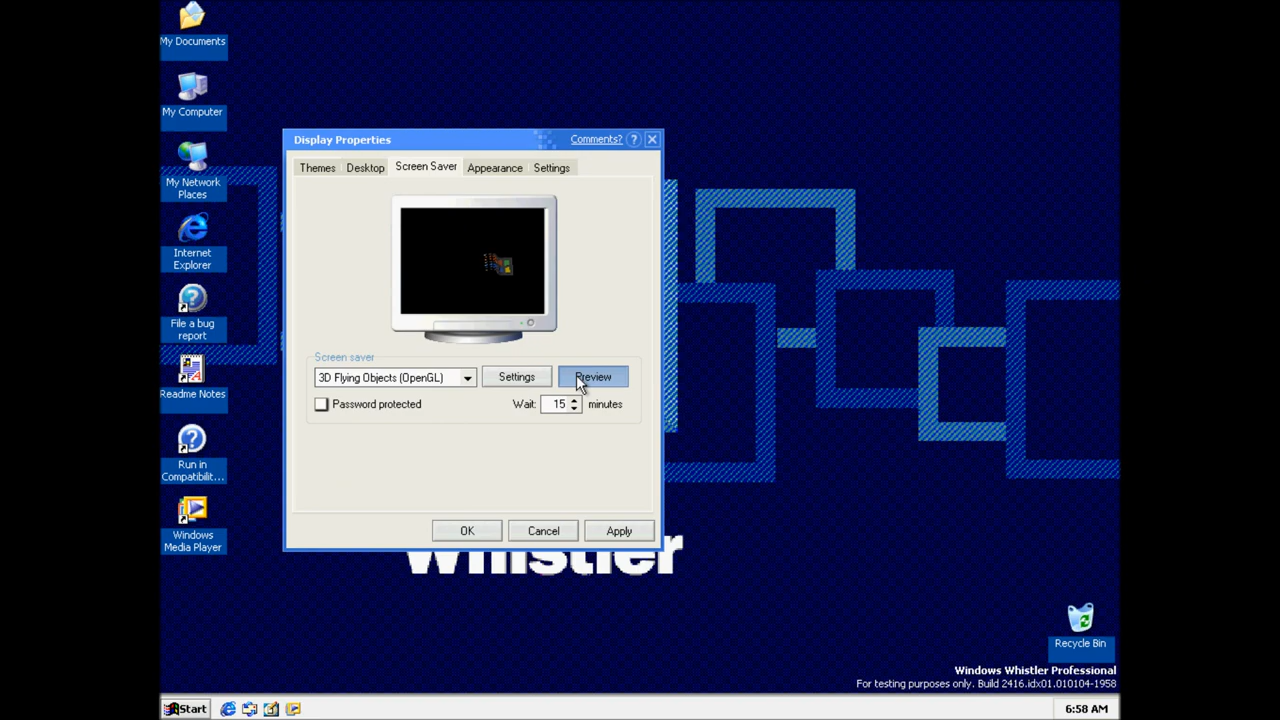 My Documents
My Computer
My Network
Places
Internet
Explorer
File a bug
report
Readme Notes
Run in
Compatibilit...
Windows
Media Player
Display Properties
Comments?
?
Themes
Desktop
Screen Saver
Appearance
Settings
Screen saver
3D Flying Objects (OpenGL)
Settings
Preview
Password protected
Wait: 15 minutes
OK
Cancel
Apply
Whistler
Recycle Bin
Windows Whistler Professional
For testing purposes only. Build 2416.idx01.010104-1958
Start
6:58 AM